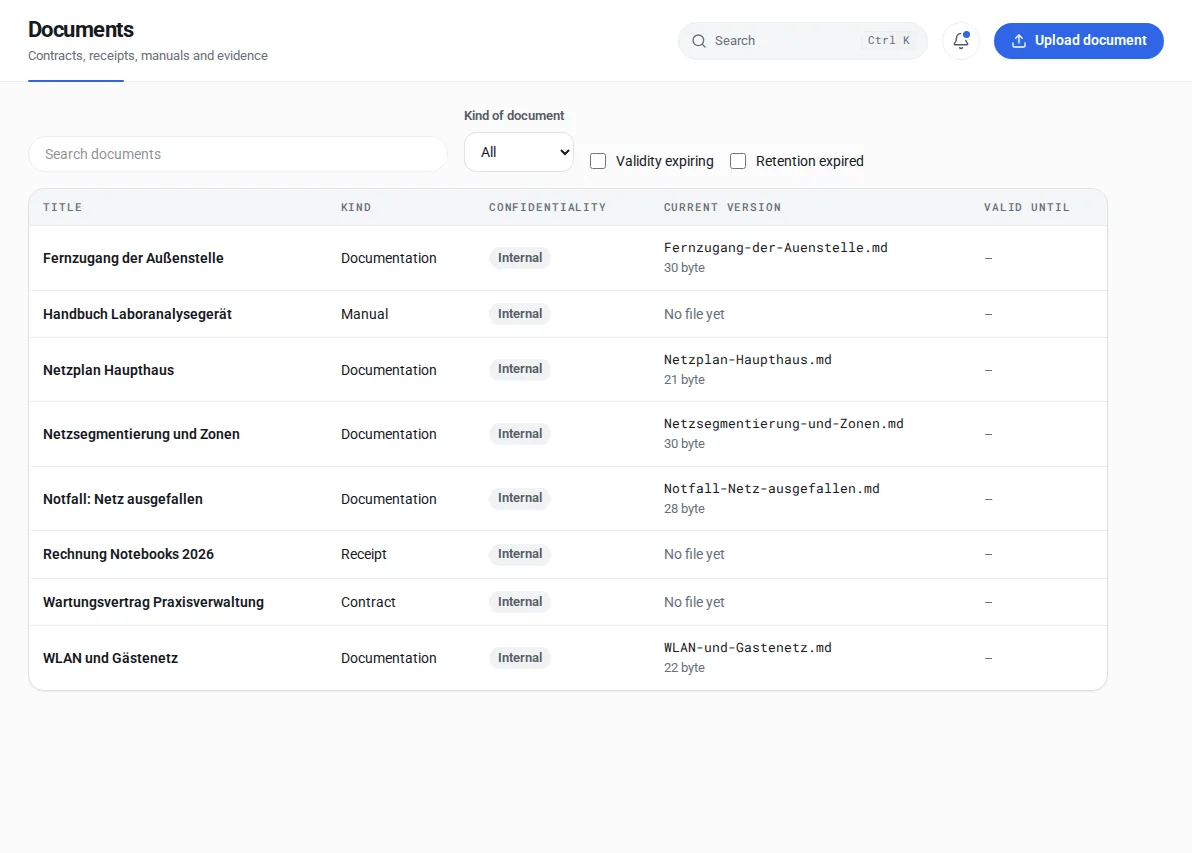 Documents
Contracts, receipts, manuals and evidence
Search
Ctrl K
Upload document
Kind of document
Search documents
All
Validity expiring
Retention expired
TITLE KIND CONFIDENTIALITY CURRENT VERSION VALID UNTIL
Fernzugang der Außenstelle Documentation Internal Fernzugang-der-Auenstelle.md –
30 byte
Handbuch Laboranalysegerät Manual Internal No file yet –
Netzplan Haupthaus Documentation Internal Netzplan-Haupthaus.md –
21 byte
Netzsegmentierung und Zonen Documentation Internal Netzsegmentierung-und-Zonen.md –
30 byte
Notfall: Netz ausgefallen Documentation Internal Notfall-Netz-ausgefallen.md –
28 byte
Rechnung Notebooks 2026 Receipt Internal No file yet –
Wartungsvertrag Praxisverwaltung Contract Internal No file yet –
WLAN und Gästenetz Documentation Internal WLAN-und-Gastenetz.md –
22 byte